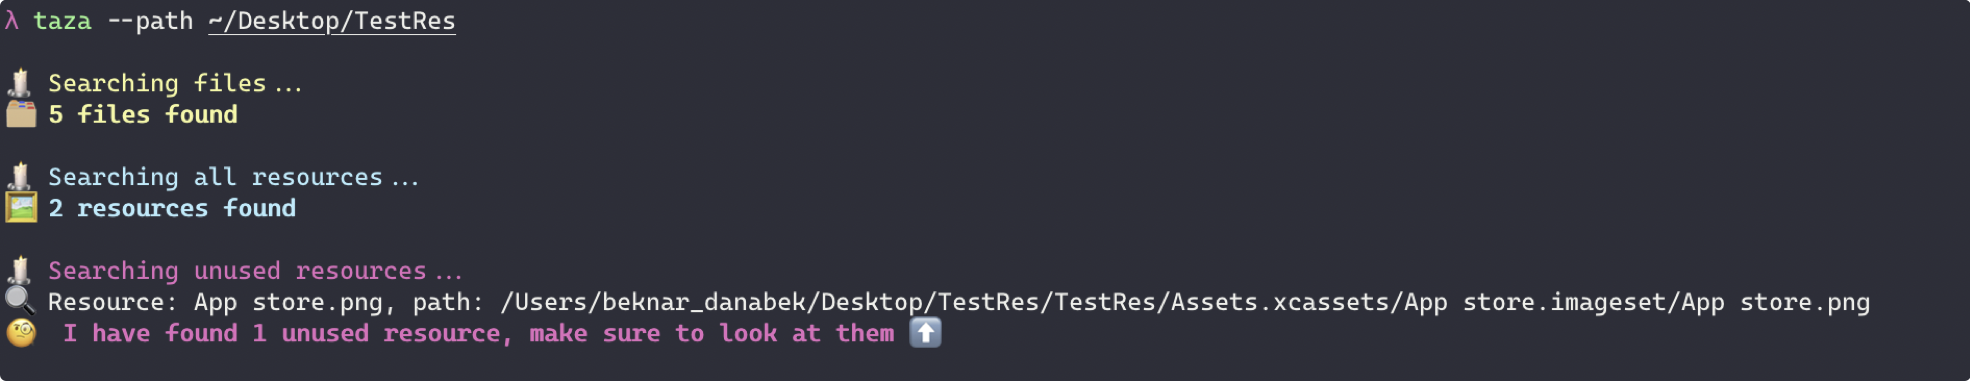 λ taza --path ~/Desktop/TestRes
Searching files...
5 files found
Searching all resources...
2 resources found
Searching unused resources...
Resource: App store.png, path: /Users/beknar_danabek/Desktop/TestRes/TestRes/Assets.xcassets/App store.imageset/App store.png
I have found 1 unused resource, make sure to look at them